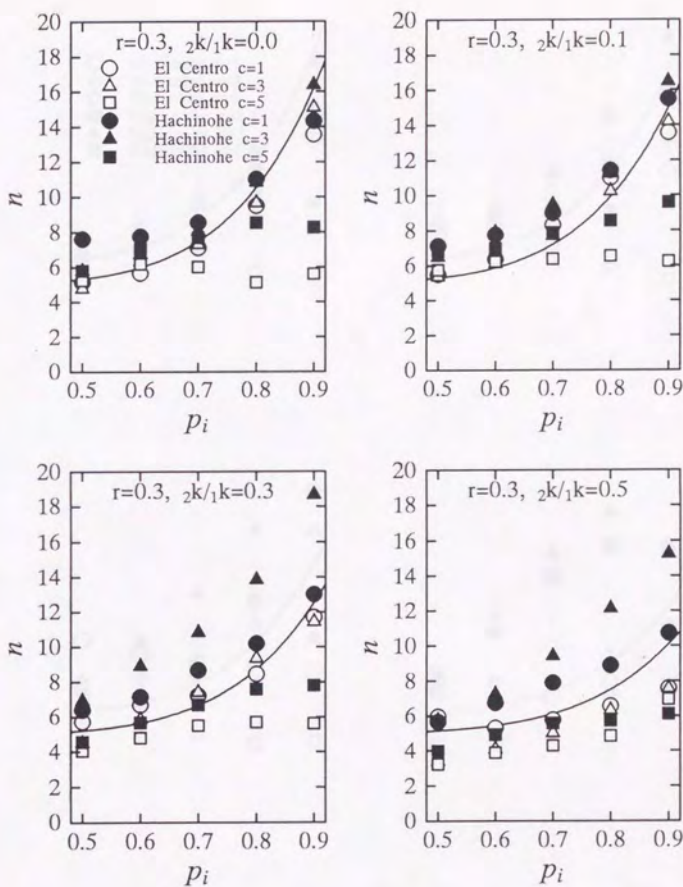 r=0.3, ₂k/₁k=0.0
El Centro c=1
El Centro c=3
El Centro c=5
Hachinohe c=1
Hachinohe c=3
Hachinohe c=5
20
18
16
14
12
10
8
6
4
2
0
n
0.5 0.6 0.7 0.8 0.9
pᵢ
r=0.3, ₂k/₁k=0.1
20
18
16
14
12
10
8
6
4
2
0
n
0.5 0.6 0.7 0.8 0.9
pᵢ
r=0.3, ₂k/₁k=0.3
20
18
16
14
12
10
8
6
4
2
0
n
0.5 0.6 0.7 0.8 0.9
pᵢ
r=0.3, ₂k/₁k=0.5
20
18
16
14
12
10
8
6
4
2
0
n
0.5 0.6 0.7 0.8 0.9
pᵢ